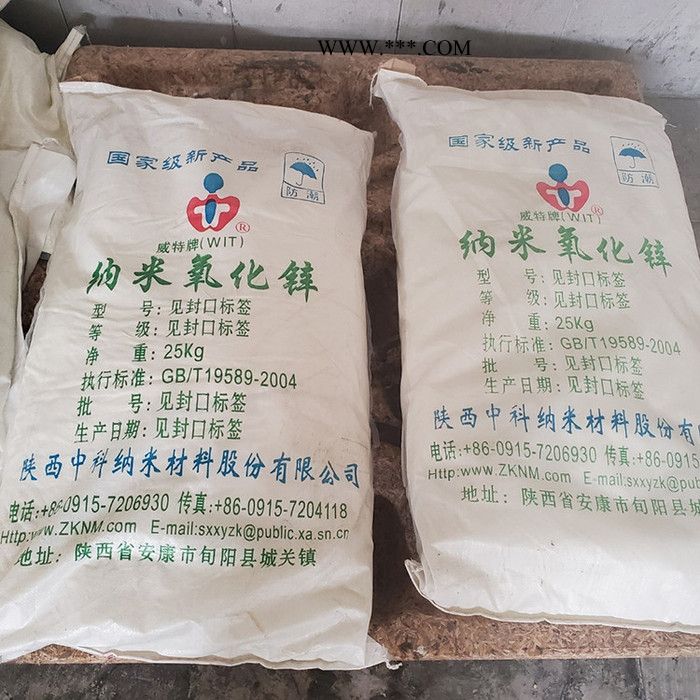 WWW.***.COM
国家级新产品
防潮
®
威特牌(WIT)
纳米氧化锌
型 号: 见封口标签
等 级: 见封口标签
净 重: 25Kg
执行标准: GB/T19589-2004
批 号: 见封口标签
生产日期: 见封口标签
陕西中科纳米材料股份有限公司
电话:+86-0915-7206930 传真:+86-0915-7204118
Http:www.ZKNM.com E-mail:sxxyzk@public.xa.sn.cn
地址: 陕西省安康市旬阳县城关镇
国家级新产品
防潮
®
威特牌(WIT)
纳米氧化锌
型 号: 见封口标签
等 级: 见封口标签
净 重: 25Kg
执行标准: GB/T19589-2004
批 号: 见封口标签
生产日期: 见封口标签
陕西中科纳米材料股份有限
电话:+86-0915-7206930 传真:+86-0915
Http:www.ZKNM.com E-mail:sxxyzk@public
地址: 陕西省安康市旬阳县城关